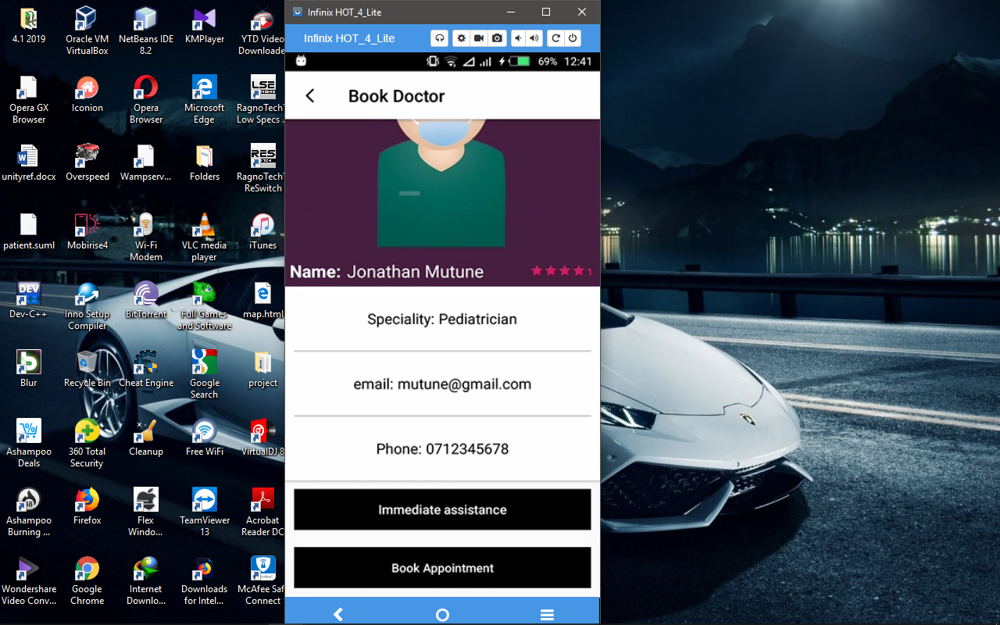 Infinix HOT_4_Lite
Infinix HOT_4_Lite
69% 12:41
Book Doctor
Name: Jonathan Mutune
Speciality: Pediatrician
email: mutune@gmail.com
Phone: 0712345678
Immediate assistance
Book Appointment
4.1 2019
Oracle VM
VirtualBox
NetBeans IDE
8.2
KMPlayer
YTD Video
Downloade
Opera GX
Browser
Iconion
Opera
Browser
Microsoft
Edge
LSE
RagnoTech
Low Specs ...
unityref.docx
Overspeed
Wampserv...
Folders
RES
RagnoTech
ReSwitch
patient.suml
Mobirise4
Wi-Fi
Modem
VLC media
player
iTunes
DEV
Dev-C++
Inno Setup
Compiler
BitTorrent
Full Games
and Software
map.html
Blur
Recycle Bin
Cheat Engine
Google
Search
project
Ashampoo
Deals
360 Total
Security
Cleanup
Free WiFi
VirtualDJ 8
18
Ashampoo
Burning ...
Firefox
Flex
Windo...
TeamViewer
13
Acrobat
Reader DC
Wondershare
Video Conv...
Google
Chrome
Internet
Downlo...
Downloads
for Intel...
McAfee Saf
Connect